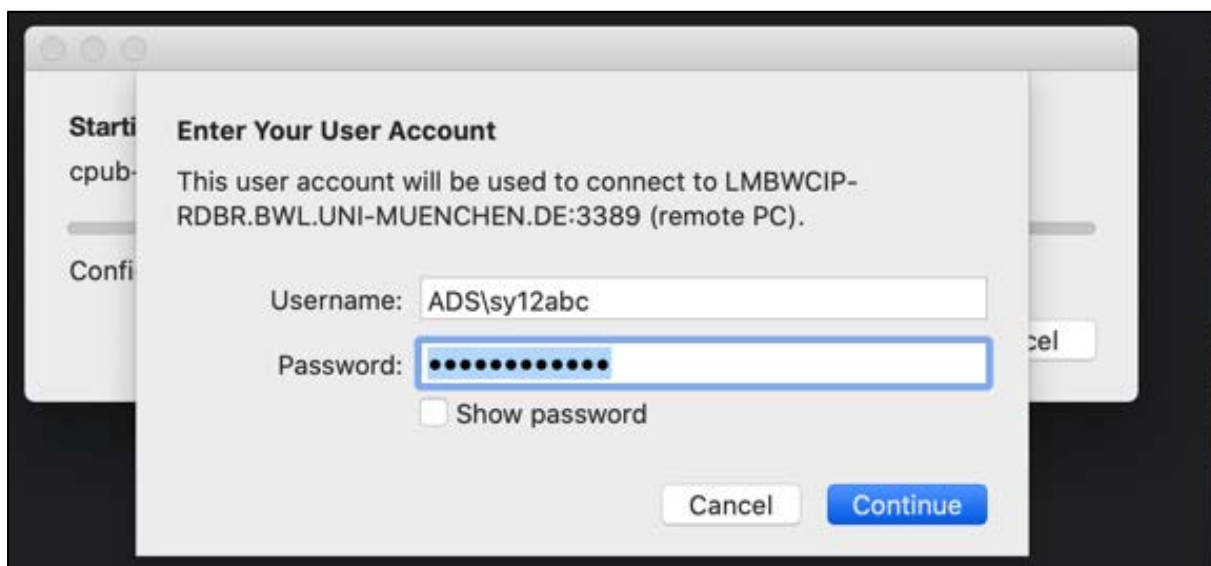 Starti
Enter Your User Account
cpub-
This user account will be used to connect to LMBWCIP-
RDBR.BWL.UNI-MUENCHEN.DE:3389 (remote PC).
Confi
Username: ADS\sy12abc
Password: ••••••••••••
Show password
cel
Cancel Continue